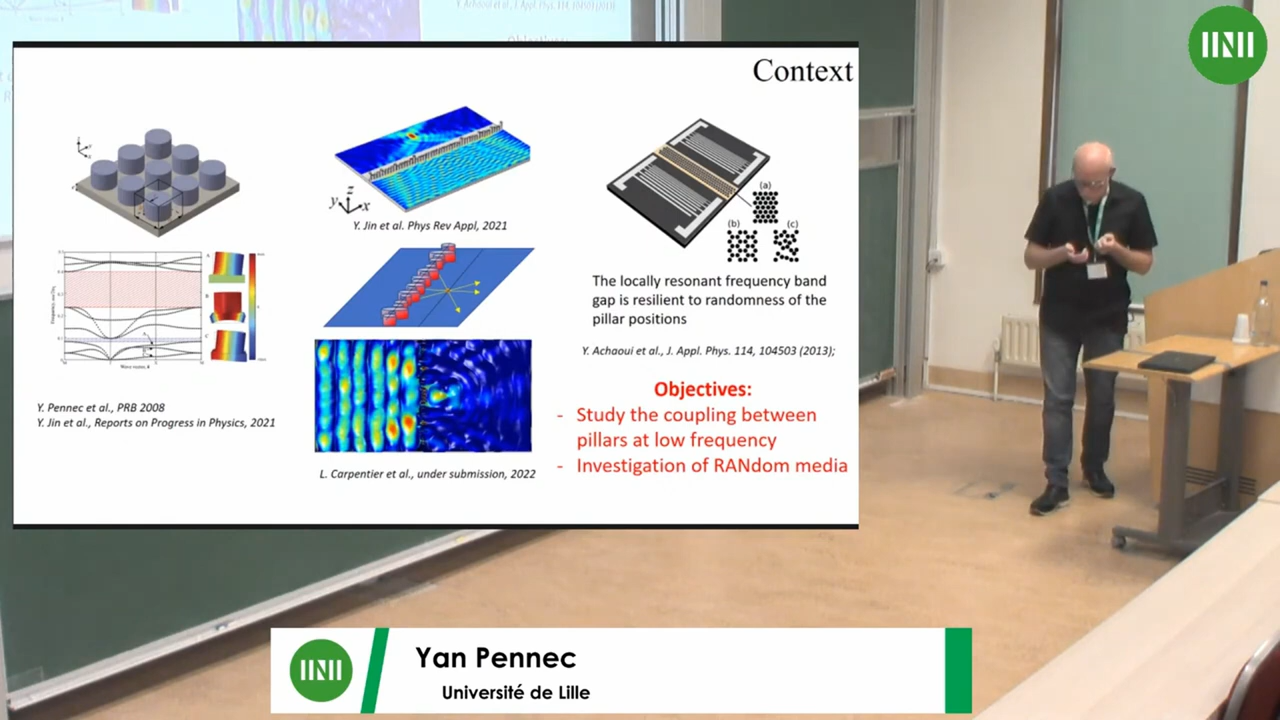 Context
Y. Jin et al. Phys Rev Appl, 2021
(a)
(b)
(c)
The locally resonant frequency band
gap is resilient to randomness of the
pillar positions
Y. Achaoui et al., J. Appl. Phys. 114, 104503 (2013);
Y. Pennec et al., PRB 2008
Y. Jin et al., Reports on Progress in Physics, 2021
L. Carpentier et al., under submission, 2022
Objectives:
- Study the coupling between
pillars at low frequency
- Investigation of RANdom media
Yan Pennec
Université de Lille